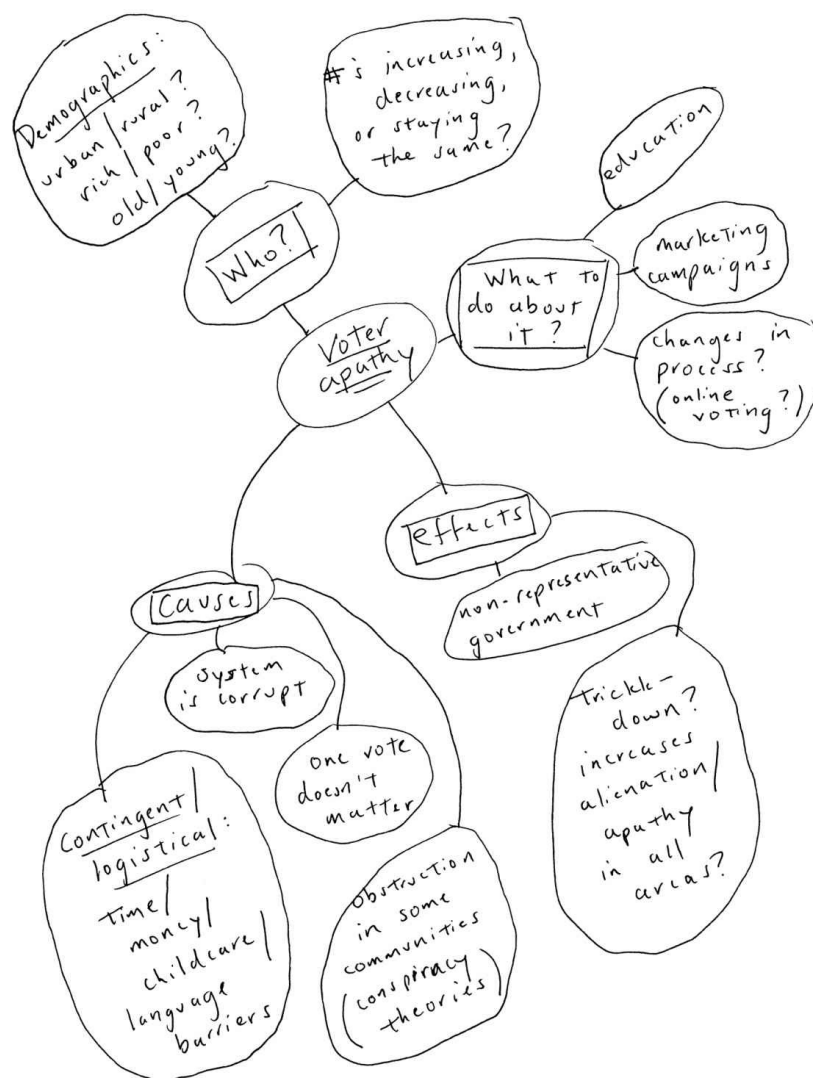 Demographics:
urban/rural?
rich/poor?
old/young?
#'s increasing,
decreasing,
or staying
the same?
Who?
education
marketing
campaigns
What to
do about
it?
changes in
process?
(online
voting?)
Voter
apathy
effects
non-representative
government
trickle-
down?
increases
alienation/
apathy
in all
areas?
causes
system
is corrupt
one vote
doesn't
matter
contingent/
logistical:
time/
money/
childcare/
language
barriers
obstruction
in some
communities
(conspiracy
theories)